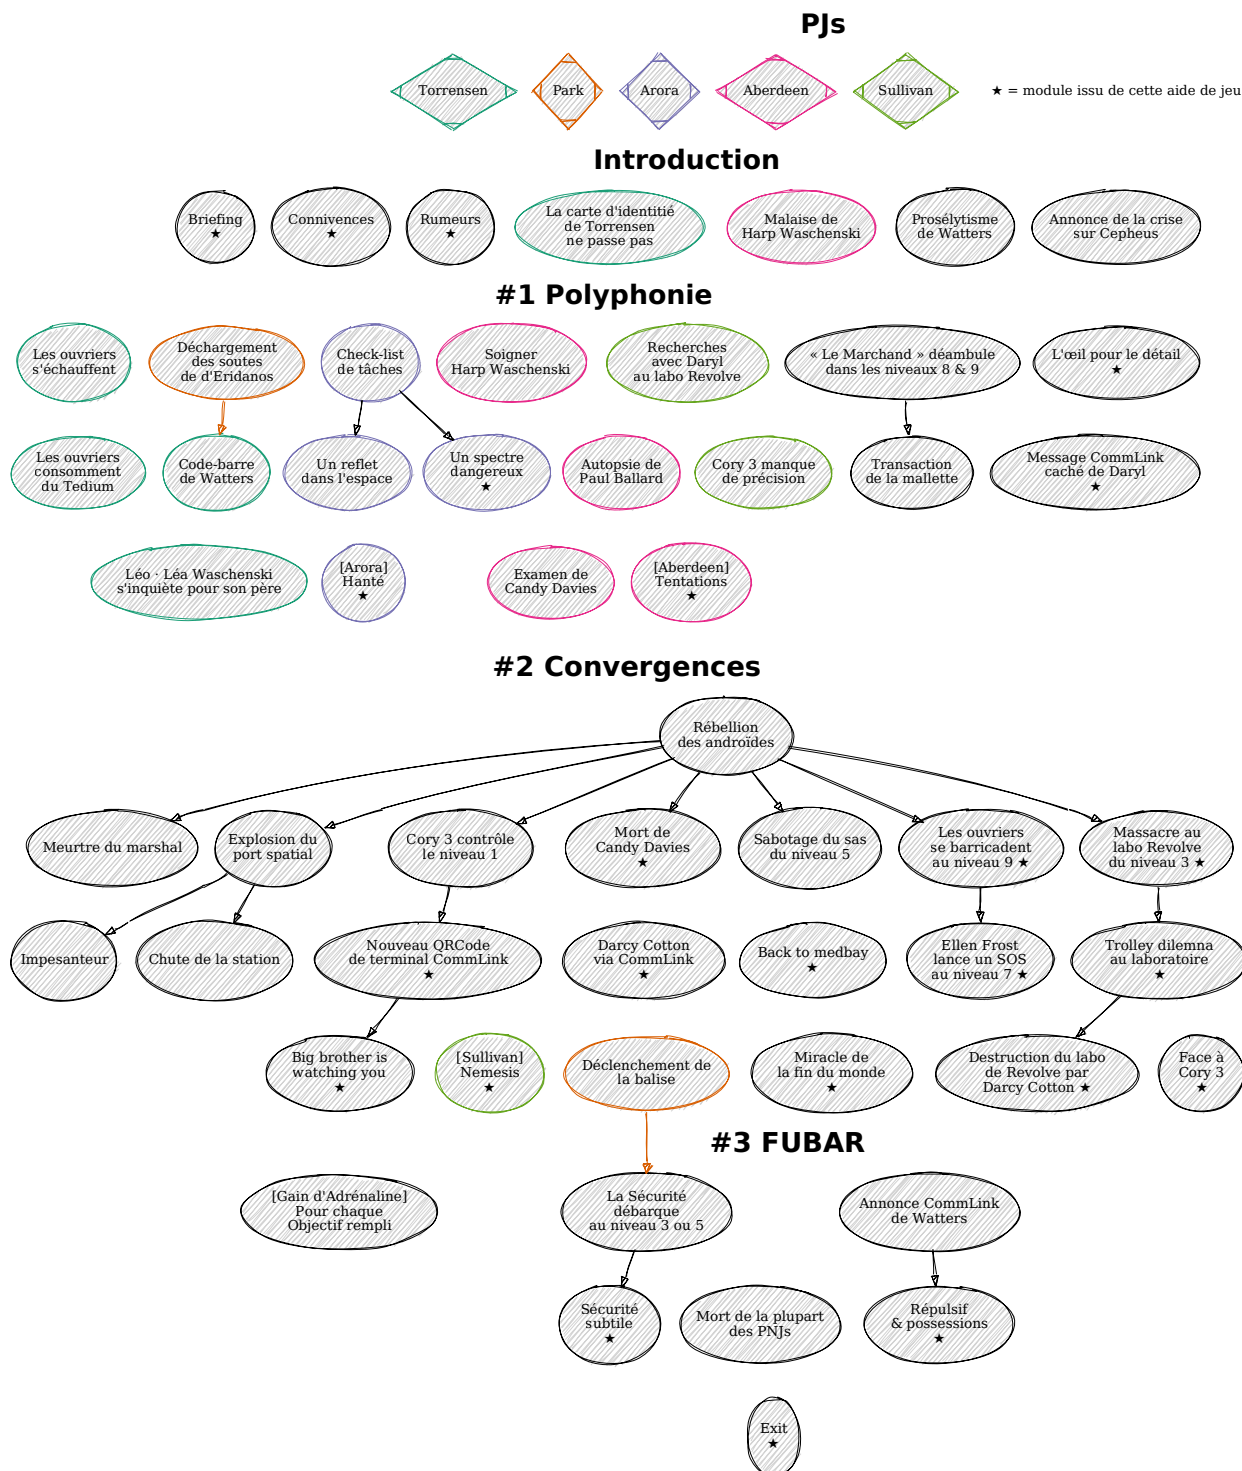 PJs
Torrensen
Park
Arora
Aberdeen
Sullivan
★ = module issu de cette aide de jeu
Introduction
Briefing
★
Connivences
★
Rumeurs
★
La carte d'identitié
de Torrensen
ne passe pas
Malaise de
Harp Waschenski
Prosélytisme
de Watters
Annonce de la crise
sur Cepheus
#1 Polyphonie
Les ouvriers
s'échauffent
Déchargement
des soutes
de d'Eridanos
Check-list
de tâches
Soigner
Harp Waschenski
Recherches
avec Daryl
au labo Revolve
« Le Marchand » déambule
dans les niveaux 8 & 9
L'œil pour le détail
★
Les ouvriers
consomment
du Tedium
Code-barre
de Watters
Un reflet
dans l'espace
Un spectre
dangereux
★
Autopsie de
Paul Ballard
Cory 3 manque
de précision
Transaction
de la mallette
Message CommLink
caché de Daryl
★
Léo · Léa Waschenski
s'inquiète pour son père
[Arora]
Hanté
★
Examen de
Candy Davies
[Aberdeen]
Tentations
★
#2 Convergences
Rébellion
des androïdes
Meurtre du marshal
Explosion du
port spatial
Cory 3 contrôle
le niveau 1
Mort de
Candy Davies
★
Sabotage du sas
du niveau 5
Les ouvriers
se barricadent
au niveau 9 ★
Massacre au
labo Revolve
du niveau 3 ★
Impesanteur
Chute de la station
Nouveau QRCode
de terminal CommLink
★
Darcy Cotton
via CommLink
★
Back to medbay
★
Ellen Frost
lance un SOS
au niveau 7 ★
Trolley dilemna
au laboratoire
★
Big brother is
watching you
★
[Sullivan]
Nemesis
★
Déclenchement de
la balise
Miracle de
la fin du monde
★
Destruction du labo
de Revolve par
Darcy Cotton ★
Face à
Cory 3
★
#3 FUBAR
[Gain d'Adrénaline]
Pour chaque
Objectif rempli
La Sécurité
débarque
au niveau 3 ou 5
Annonce CommLink
de Watters
Sécurité
subtile
★
Mort de la plupart
des PNJs
Répulsif
& possessions
★
Exit
★